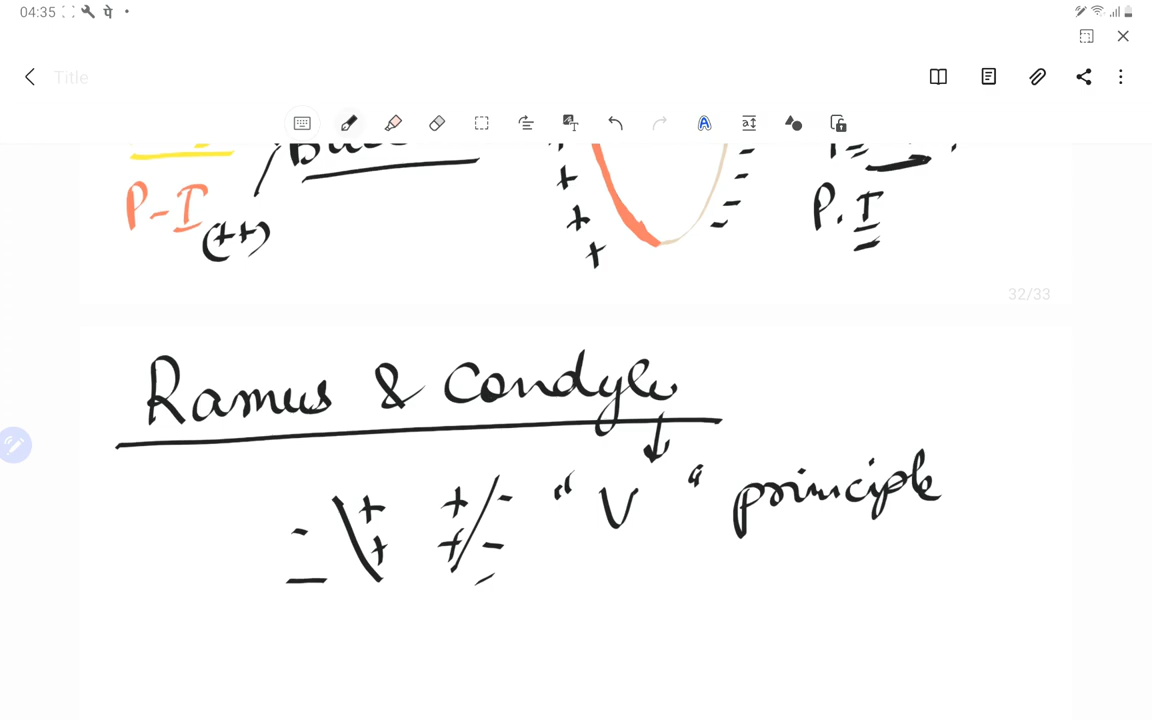 04:35
Title
P-I
(++)
+
+
+
P.I
32/33
Ramus & Condyle
"V" principle
- \ + + / -
- + + -